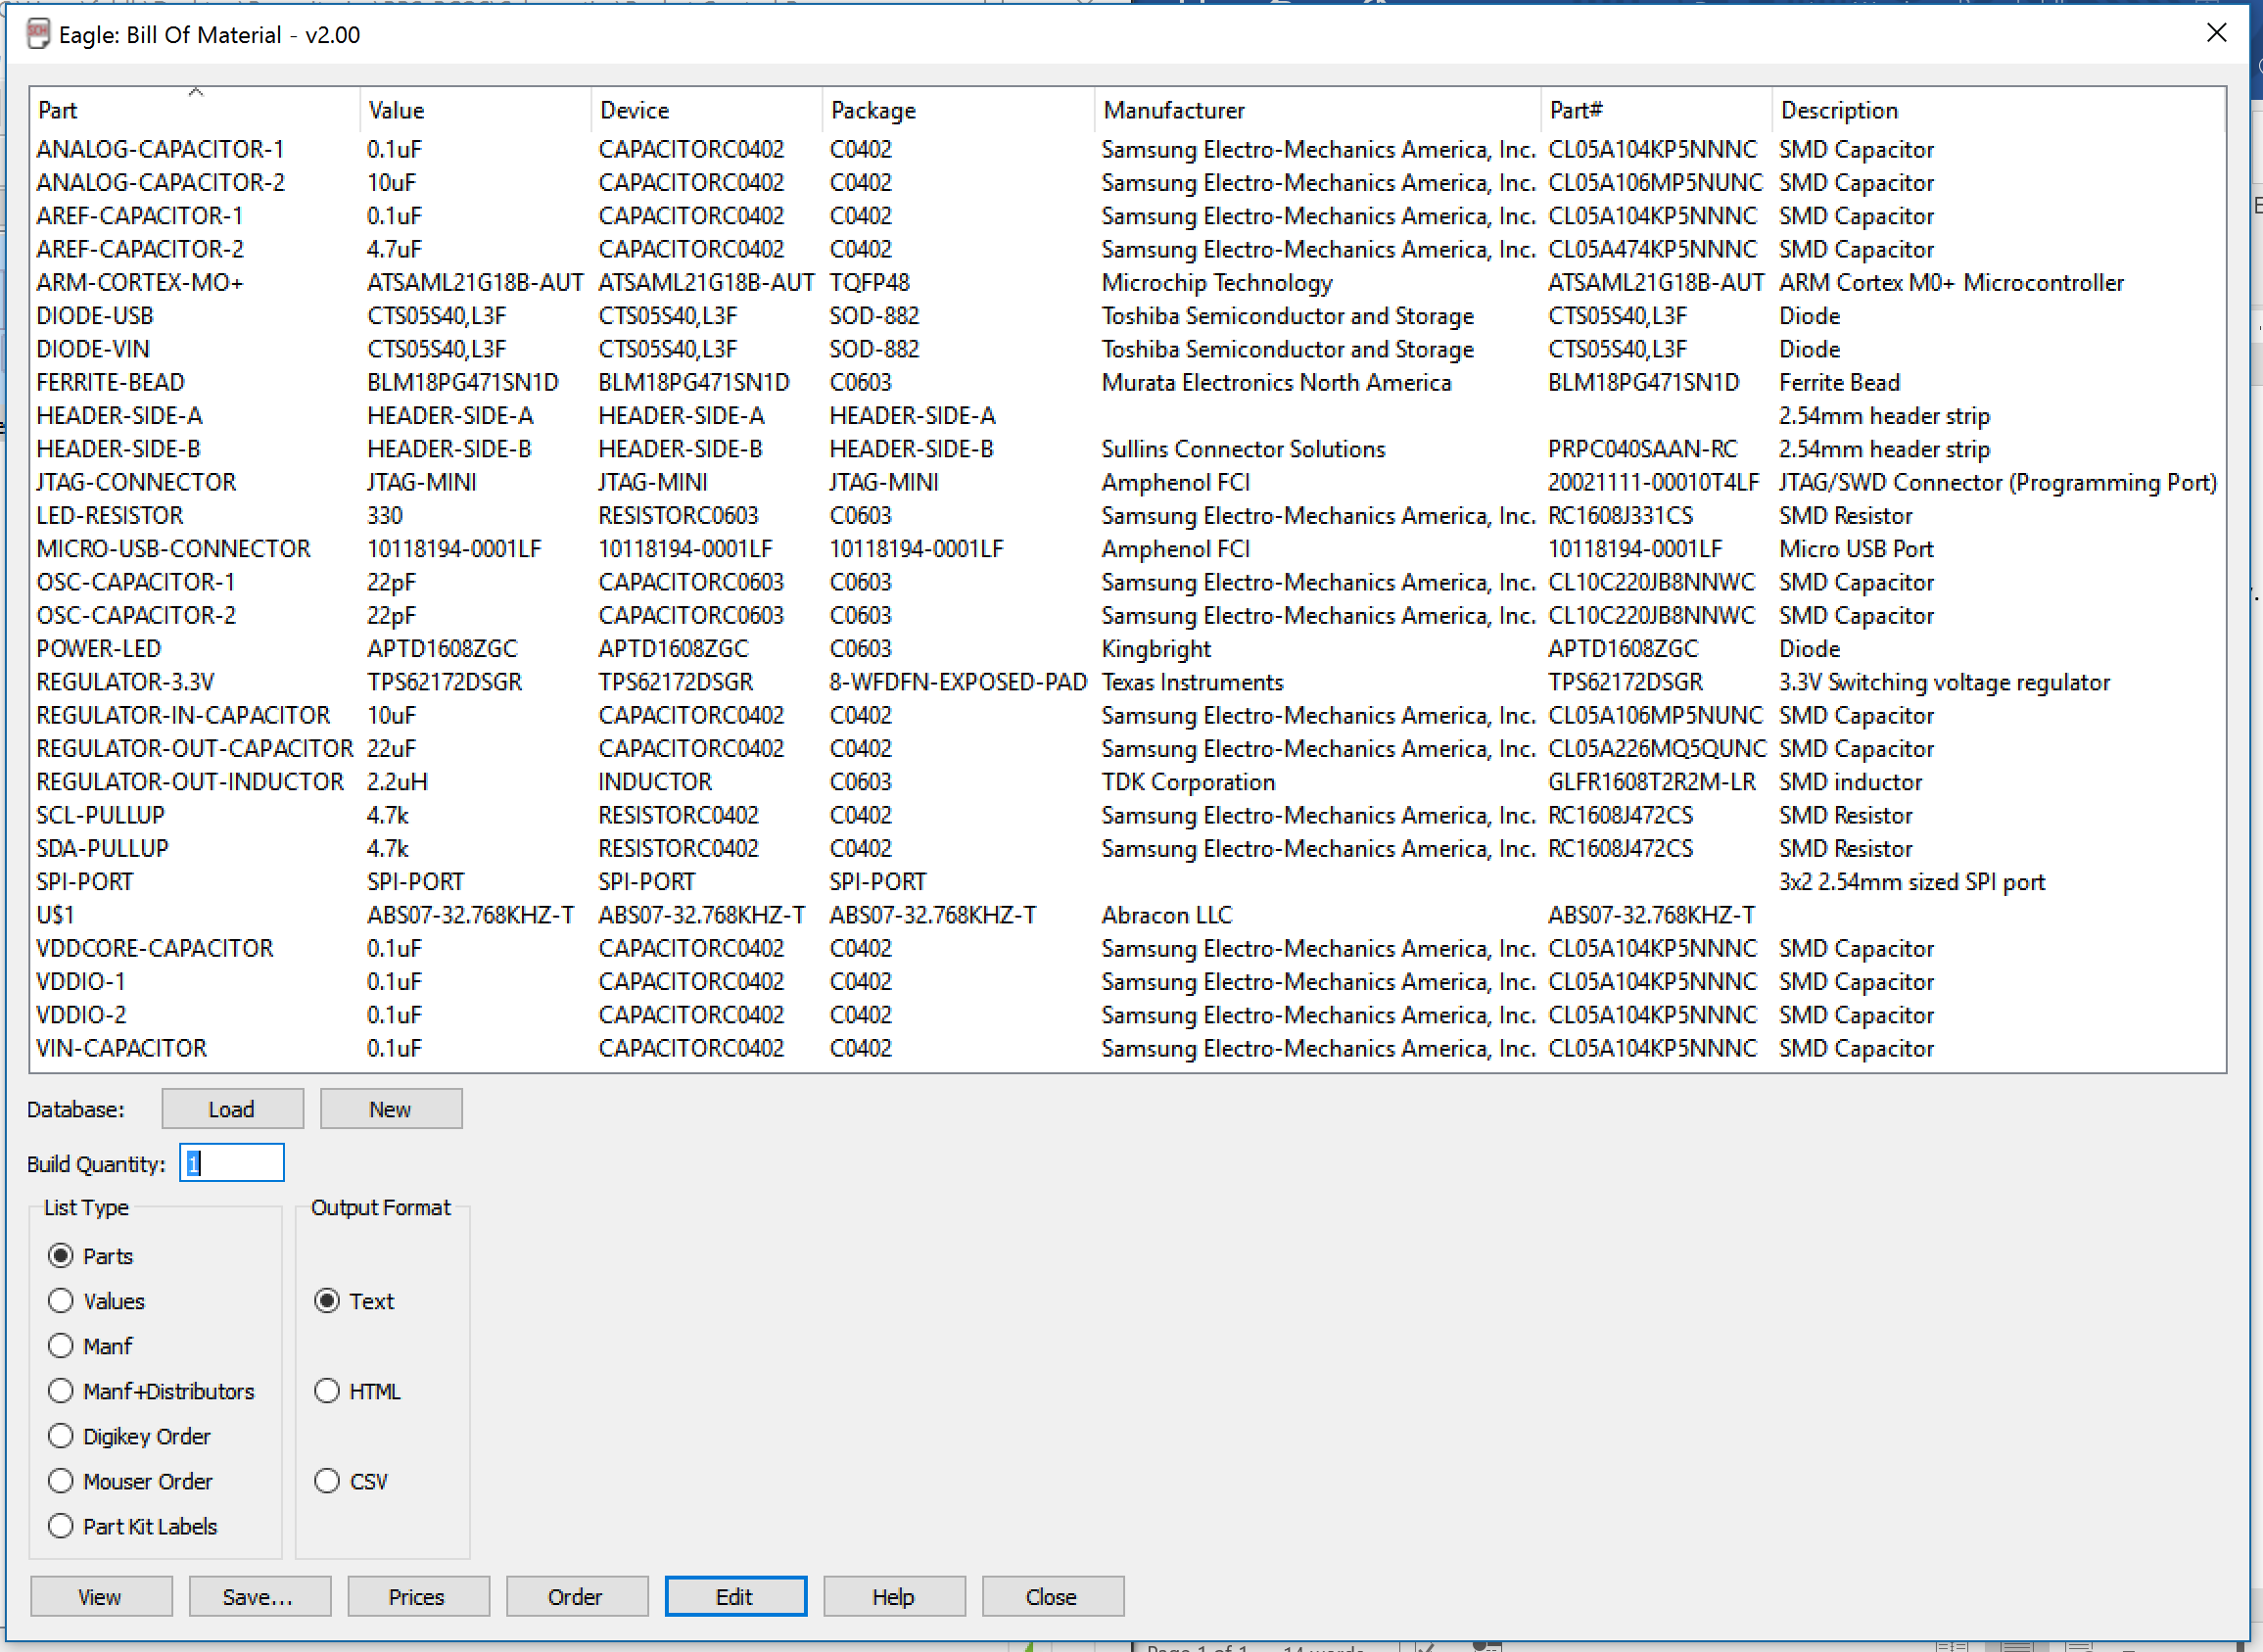 Eagle: Bill Of Material - v2.00
Part Value Device Package Manufacturer Part# Description
ANALOG-CAPACITOR-1 0.1uF CAPACITORC0402 C0402 Samsung Electro-Mechanics America, Inc. CL05A104KP5NNNC SMD Capacitor
ANALOG-CAPACITOR-2 10uF CAPACITORC0402 C0402 Samsung Electro-Mechanics America, Inc. CL05A106MP5NUNC SMD Capacitor
AREF-CAPACITOR-1 0.1uF CAPACITORC0402 C0402 Samsung Electro-Mechanics America, Inc. CL05A104KP5NNNC SMD Capacitor
AREF-CAPACITOR-2 4.7uF CAPACITORC0402 C0402 Samsung Electro-Mechanics America, Inc. CL05A474KP5NNNC SMD Capacitor
ARM-CORTEX-MO+ ATSAML21G18B-AUT ATSAML21G18B-AUT TQFP48 Microchip Technology ATSAML21G18B-AUT ARM Cortex M0+ Microcontroller
DIODE-USB CTS05S40,L3F CTS05S40,L3F SOD-882 Toshiba Semiconductor and Storage CTS05S40,L3F Diode
DIODE-VIN CTS05S40,L3F CTS05S40,L3F SOD-882 Toshiba Semiconductor and Storage CTS05S40,L3F Diode
FERRITE-BEAD BLM18PG471SN1D BLM18PG471SN1D C0603 Murata Electronics North America BLM18PG471SN1D Ferrite Bead
HEADER-SIDE-A HEADER-SIDE-A HEADER-SIDE-A HEADER-SIDE-A 2.54mm header strip
HEADER-SIDE-B HEADER-SIDE-B HEADER-SIDE-B HEADER-SIDE-B Sullins Connector Solutions PRPC040SAAN-RC 2.54mm header strip
JTAG-CONNECTOR JTAG-MINI JTAG-MINI JTAG-MINI Amphenol FCI 20021111-00010T4LF JTAG/SWD Connector (Programming Port)
LED-RESISTOR 330 RESISTORC0603 C0603 Samsung Electro-Mechanics America, Inc. RC1608J331CS SMD Resistor
MICRO-USB-CONNECTOR 10118194-0001LF 10118194-0001LF 10118194-0001LF Amphenol FCI 10118194-0001LF Micro USB Port
OSC-CAPACITOR-1 22pF CAPACITORC0603 C0603 Samsung Electro-Mechanics America, Inc. CL10C220JB8NNWC SMD Capacitor
OSC-CAPACITOR-2 22pF CAPACITORC0603 C0603 Samsung Electro-Mechanics America, Inc. CL10C220JB8NNWC SMD Capacitor
POWER-LED APTD1608ZGC APTD1608ZGC C0603 Kingbright APTD1608ZGC Diode
REGULATOR-3.3V TPS62172DSGR TPS62172DSGR 8-WFDFN-EXPOSED-PAD Texas Instruments TPS62172DSGR 3.3V Switching voltage regulator
REGULATOR-IN-CAPACITOR 10uF CAPACITORC0402 C0402 Samsung Electro-Mechanics America, Inc. CL05A106MP5NUNC SMD Capacitor
REGULATOR-OUT-CAPACITOR 22uF CAPACITORC0402 C0402 Samsung Electro-Mechanics America, Inc. CL05A226MQ5QUNC SMD Capacitor
REGULATOR-OUT-INDUCTOR 2.2uH INDUCTOR C0603 TDK Corporation GLFR1608T2R2M-LR SMD inductor
SCL-PULLUP 4.7k RESISTORC0402 C0402 Samsung Electro-Mechanics America, Inc. RC1608J472CS SMD Resistor
SDA-PULLUP 4.7k RESISTORC0402 C0402 Samsung Electro-Mechanics America, Inc. RC1608J472CS SMD Resistor
SPI-PORT SPI-PORT SPI-PORT SPI-PORT 3x2 2.54mm sized SPI port
U$1 ABS07-32.768KHZ-T ABS07-32.768KHZ-T ABS07-32.768KHZ-T Abracon LLC ABS07-32.768KHZ-T
VDDCORE-CAPACITOR 0.1uF CAPACITORC0402 C0402 Samsung Electro-Mechanics America, Inc. CL05A104KP5NNNC SMD Capacitor
VDDIO-1 0.1uF CAPACITORC0402 C0402 Samsung Electro-Mechanics America, Inc. CL05A104KP5NNNC SMD Capacitor
VDDIO-2 0.1uF CAPACITORC0402 C0402 Samsung Electro-Mechanics America, Inc. CL05A104KP5NNNC SMD Capacitor
VIN-CAPACITOR 0.1uF CAPACITORC0402 C0402 Samsung Electro-Mechanics America, Inc. CL05A104KP5NNNC SMD Capacitor
Database: Load New
Build Quantity: 1
List Type Output Format
Parts
Values Text
Manf
Manf+Distributors HTML
Digikey Order
Mouser Order CSV
Part Kit Labels
View Save... Prices Order Edit Help Close